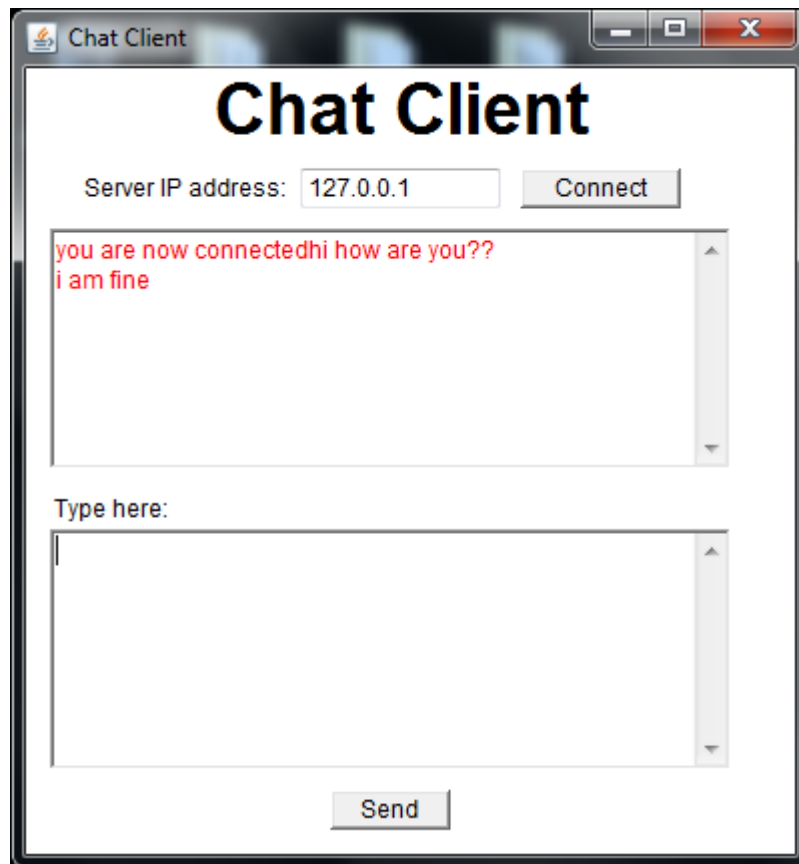 Chat Client
Chat Client
Server IP address: 127.0.0.1 Connect
you are now connectedhi how are you??
i am fine
Type here:
Send